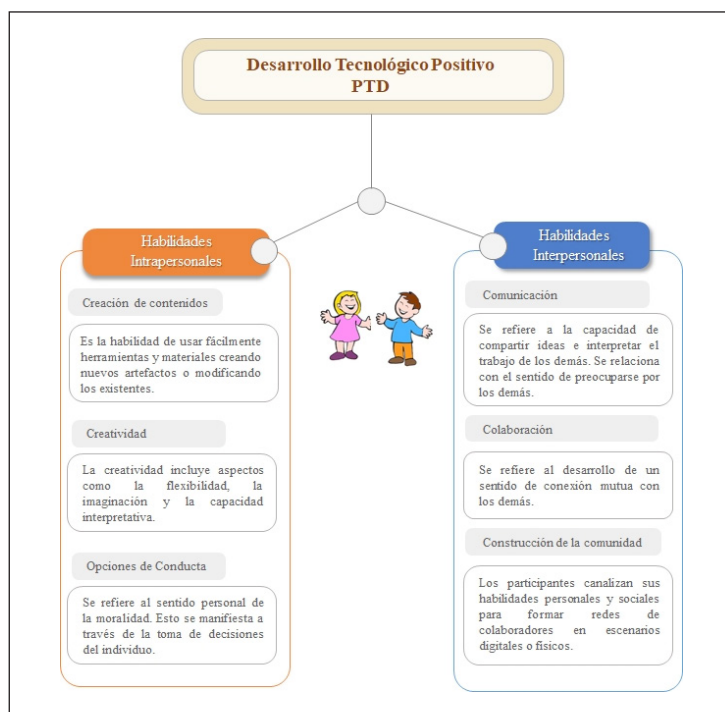 Desarrollo Tecnológico Positivo
PTD
Habilidades
Intrapersonales
Creación de contenidos
Es la habilidad de usar fácilmente
herramientas y materiales creando
nuevos artefactos o modificando
los existentes.
Creatividad
La creatividad incluye aspectos
como la flexibilidad, la
imaginación y la capacidad
interpretativa.
Opciones de Conducta
Se refiere al sentido personal de
la moralidad. Esto se manifiesta a
través de la toma de decisiones
del individuo.
Habilidades
Interpersonales
Comunicación
Se refiere a la capacidad de
compartir ideas e interpretar el
trabajo de los demás. Se relaciona
con el sentido de preocuparse por
los demás.
Colaboración
Se refiere al desarrollo de un
sentido de conexión mutua con
los demás.
Construcción de la comunidad
Los participantes canalizan sus
habilidades personales y sociales
para formar redes de
colaboradores en escenarios
digitales o físicos.